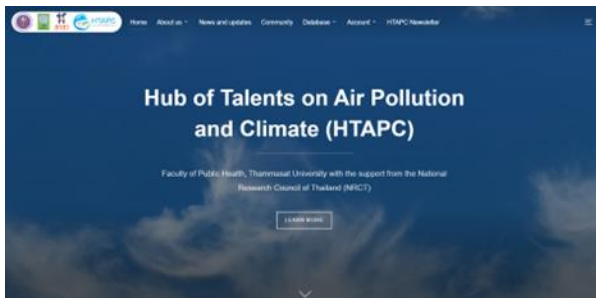 HTAPC
Home About us News and updates Community Database Account HTAPC Newsletter
Hub of Talents on Air Pollution
and Climate (HTAPC)
Faculty of Public Health, Thammasat University with the support from the National
Research Council of Thailand (NRCT)
LEARN MORE